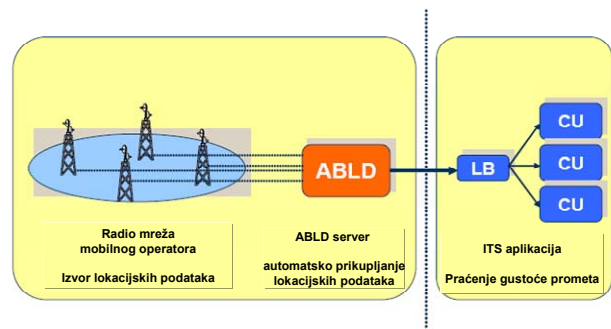 ABLD
LB
CU
CU
CU
Radio mreža
mobilnog operatora
Izvor lokacijskih podataka
ABLD server
automatsko prikupljanje
lokacijskih podataka
ITS aplikacija
Praćenje gustoće prometa